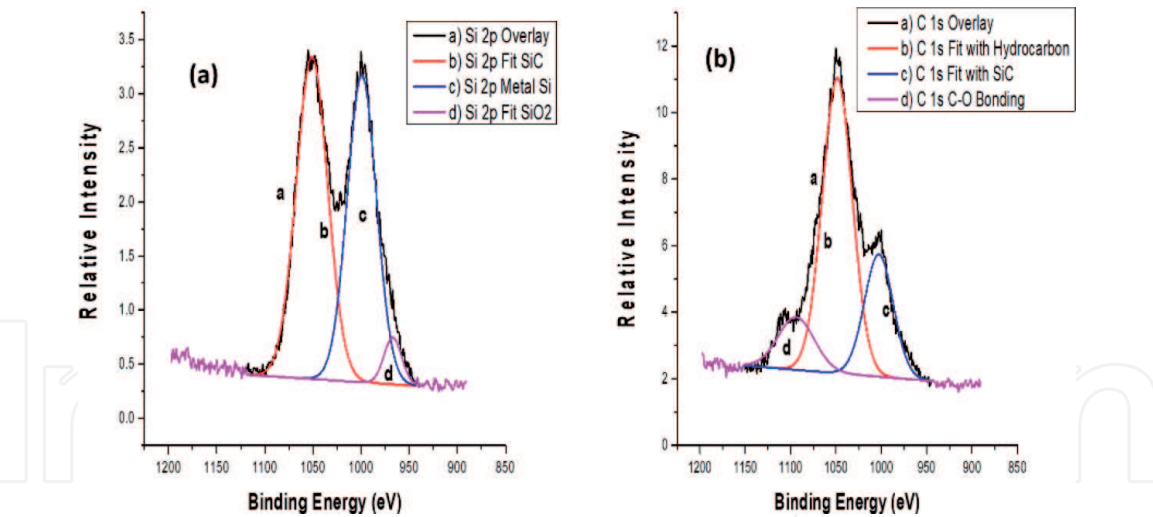 (a)
a) Si 2p Overlay
b) Si 2p Fit SiC
c) Si 2p Metal Si
d) Si 2p Fit SiO2
Relative Intensity
3.5
3.0
2.5
2.0
1.5
1.0
0.5
0.0
a
b
c
d
1200 1150 1100 1050 1000 950 900 850
Binding Energy (eV)
(b)
a) C 1s Overlay
b) C 1s Fit with Hydrocarbon
c) C 1s Fit with SiC
d) C 1s C-O Bonding
Relative Intensity
12
10
8
6
4
2
0
a
b
c
d
1200 1150 1100 1050 1000 950 900 850
Binding Energy (eV)